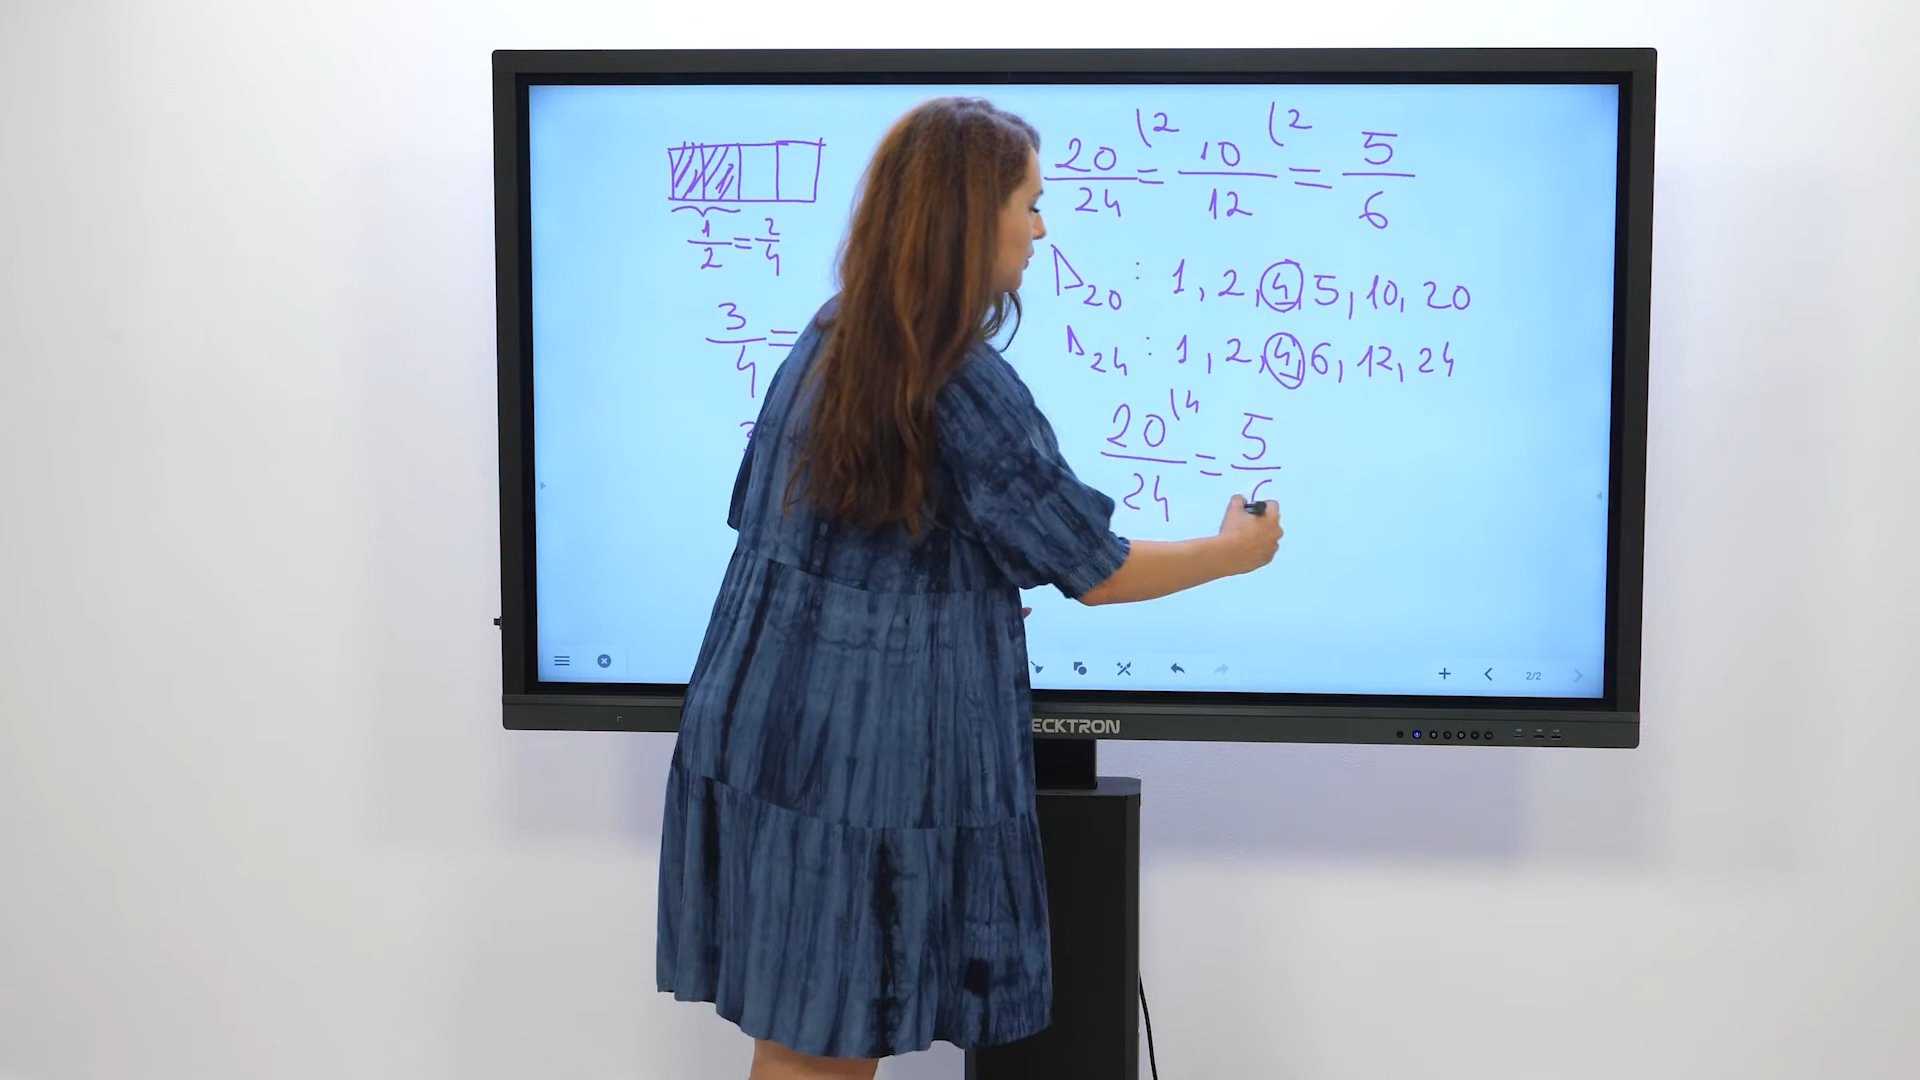 1/2 = 2/4
3/4 =
20/24 (2 = 10/12 (2 = 5/6
D20 : 1, 2, 4, 5, 10, 20
D24 : 1, 2, 4, 6, 12, 24
20/24 (4 = 5/6
2/2
ECKTRON